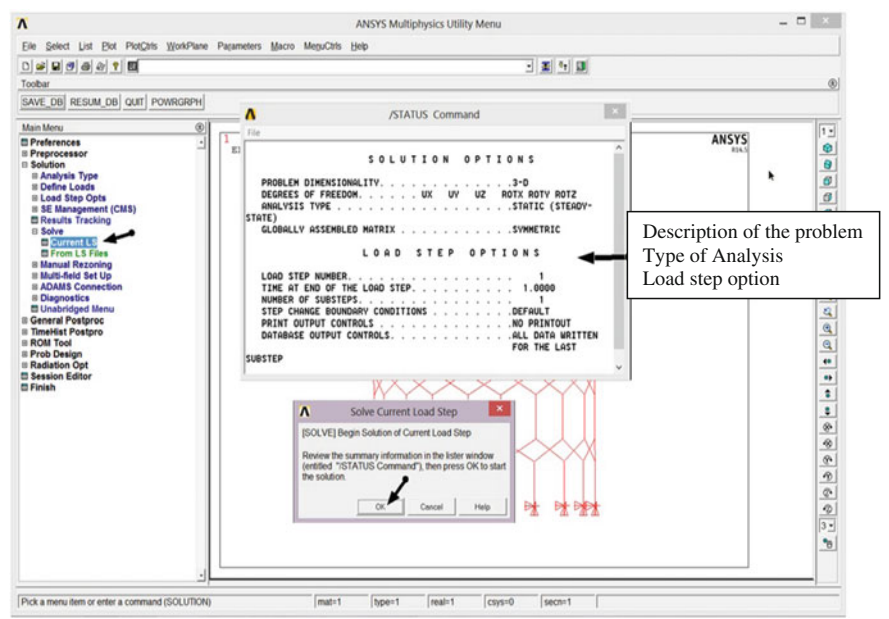 ANSYS Multiphysics Utility Menu
File Select List Plot PlotCtrls WorkPlane Parameters Macro MenuCtrls Help
Toolbar
SAVE_DB RESUM_DB QUIT POWRGRPH
Main Menu
Preferences
Preprocessor
Solution
Analysis Type
Define Loads
Load Step Opts
SE Management (CMS)
Results Tracking
Solve
Current LS
From LS Files
Manual Rezoning
Multi-field Set Up
ADAMS Connection
Diagnostics
Unabridged Menu
General Postproc
TimeHist Postpro
ROM Tool
Prob Design
Radiation Opt
Session Editor
Finish
1
ANSYS
R14.5
/STATUS Command
File
SOLUTION OPTIONS
PROBLEM DIMENSIONALITY. . . . . . . . . . . . .3-D
DEGREES OF FREEDOM. . . . . . UX UY UZ ROTX ROTY ROTZ
ANALYSIS TYPE . . . . . . . . . . . . . . . . .STATIC (STEADY-
STATE)
GLOBALLY ASSEMBLED MATRIX . . . . . . . . . . .SYMMETRIC
LOAD STEP OPTIONS
LOAD STEP NUMBER. . . . . . . . . . . . . . . . 1
TIME AT END OF THE LOAD STEP. . . . . . . . . . 1.0000
NUMBER OF SUBSTEPS. . . . . . . . . . . . . . . 1
STEP CHANGE BOUNDARY CONDITIONS . . . . . . . .DEFAULT
PRINT OUTPUT CONTROLS . . . . . . . . . . . . .NO PRINTOUT
DATABASE OUTPUT CONTROLS. . . . . . . . . . . .ALL DATA WRITTEN
FOR THE LAST
SUBSTEP
Description of the problem
Type of Analysis
Load step option
Solve Current Load Step
[SOLVE] Begin Solution of Current Load Step
Review the summary information in the lister window
(entitled "/STATUS Command"), then press OK to start
the solution.
OK Cancel Help
1
3
Pick a menu item or enter a command (SOLUTION) mat=1 type=1 real=1 csys=0 secn=1